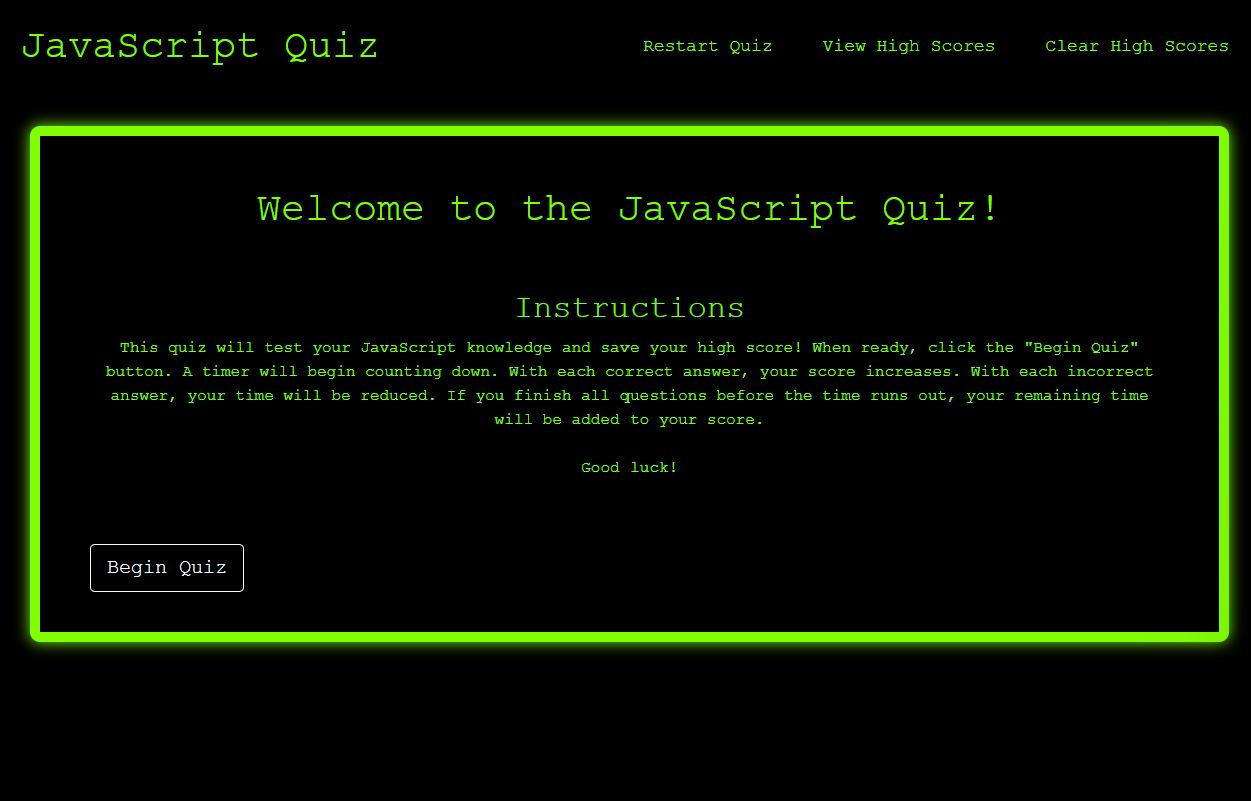 JavaScript Quiz
Restart Quiz
View High Scores
Clear High Scores
Welcome to the JavaScript Quiz!
Instructions
This quiz will test your JavaScript knowledge and save your high score! When ready, click the "Begin Quiz"
button. A timer will begin counting down. With each correct answer, your score increases. With each incorrect
answer, your time will be reduced. If you finish all questions before the time runs out, your remaining time
will be added to your score.
Good luck!
Begin Quiz